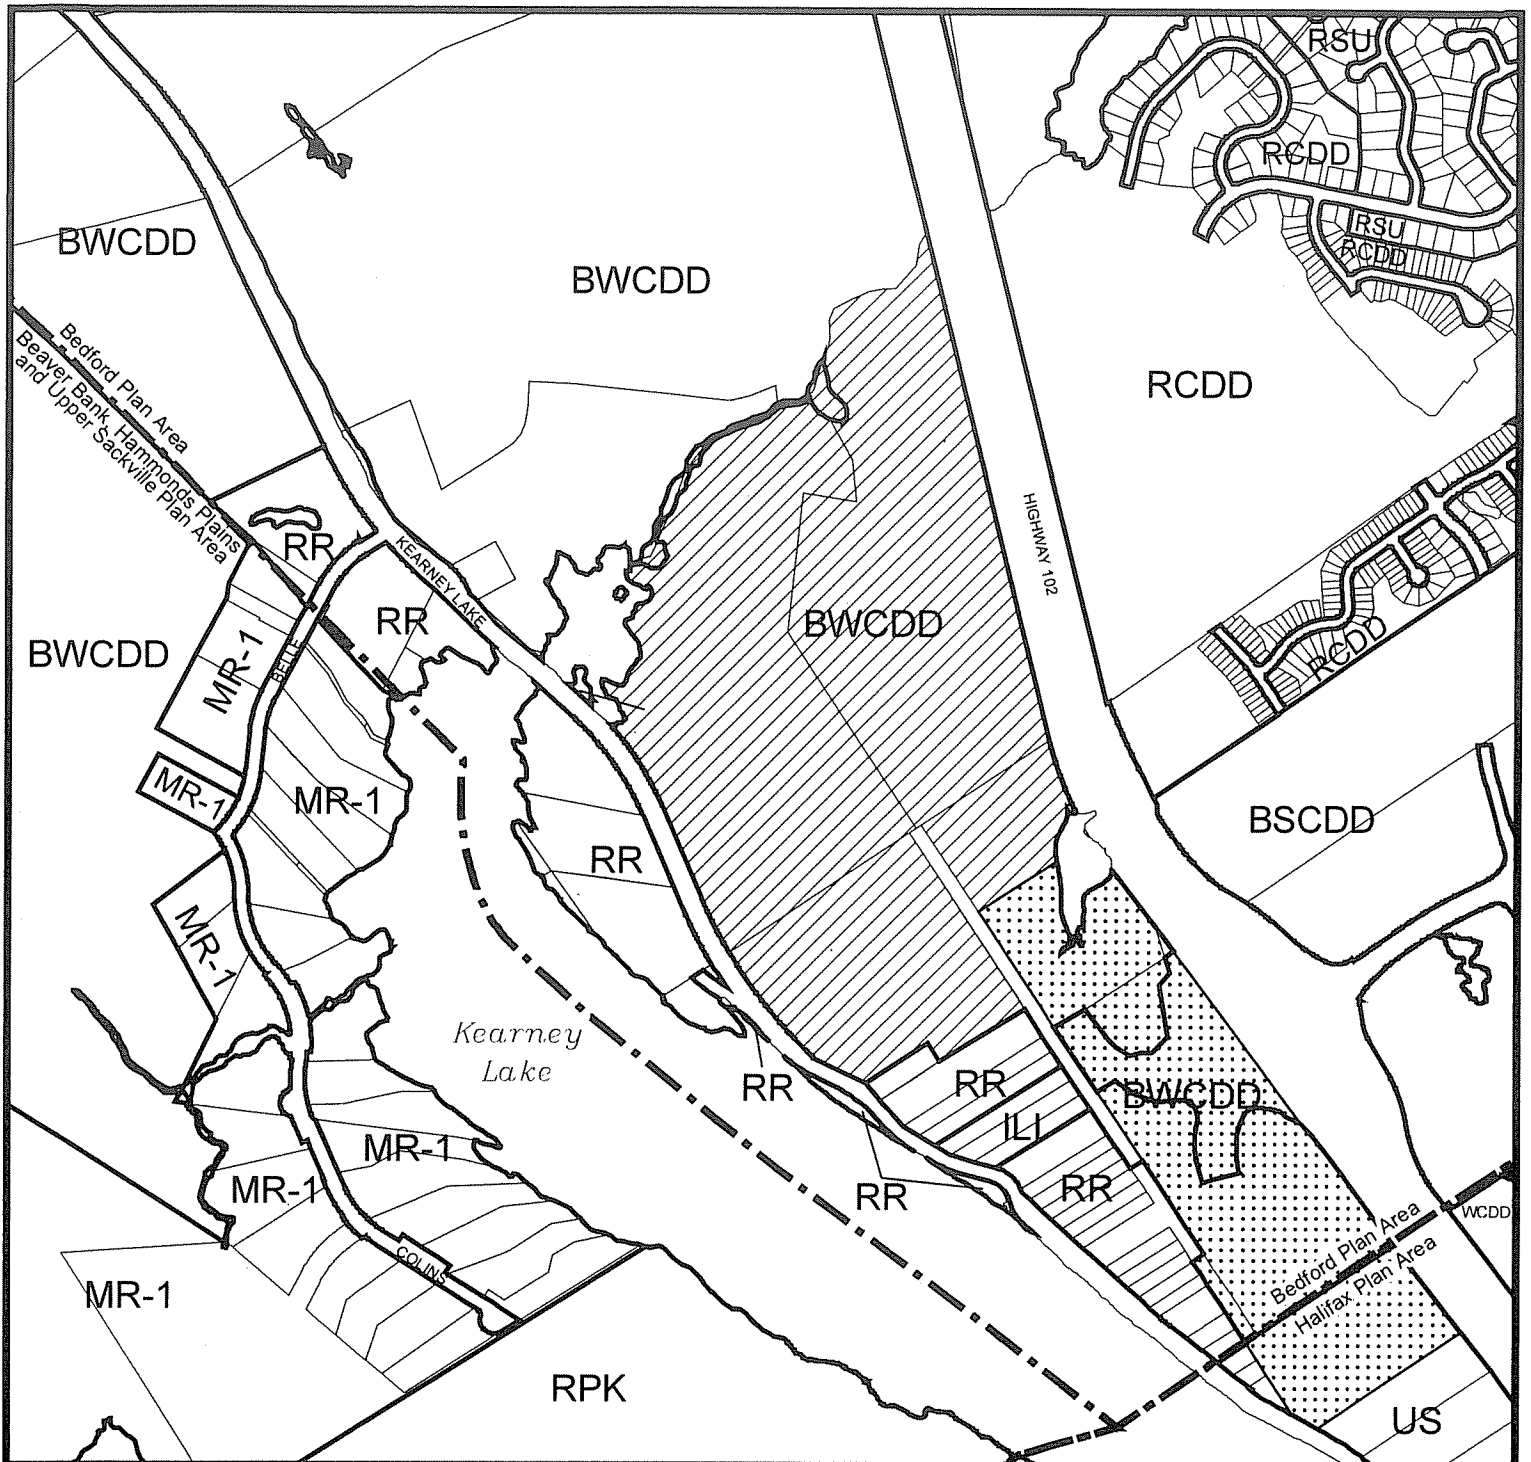 RSU
RCDD
RSU
RCDD
BWCDD
BWCDD
Bedford Plan Area
Beaver Bank, Hammonds Plains
and Upper Sackville Plan Area
RCDD
HIGHWAY 102
RR
KEARNEY LAKE
RR
BWCDD
RCDD
BWCDD
MR-1
BELLE
MR-1
MR-1
RR
BSCDD
MR-1
Kearney
Lake
RR
RR
ILI
BWCDD
MR-1
MR-1
RR
RR
Bedford Plan Area
Halifax Plan Area
WCDD
COLINS
MR-1
RPK
US